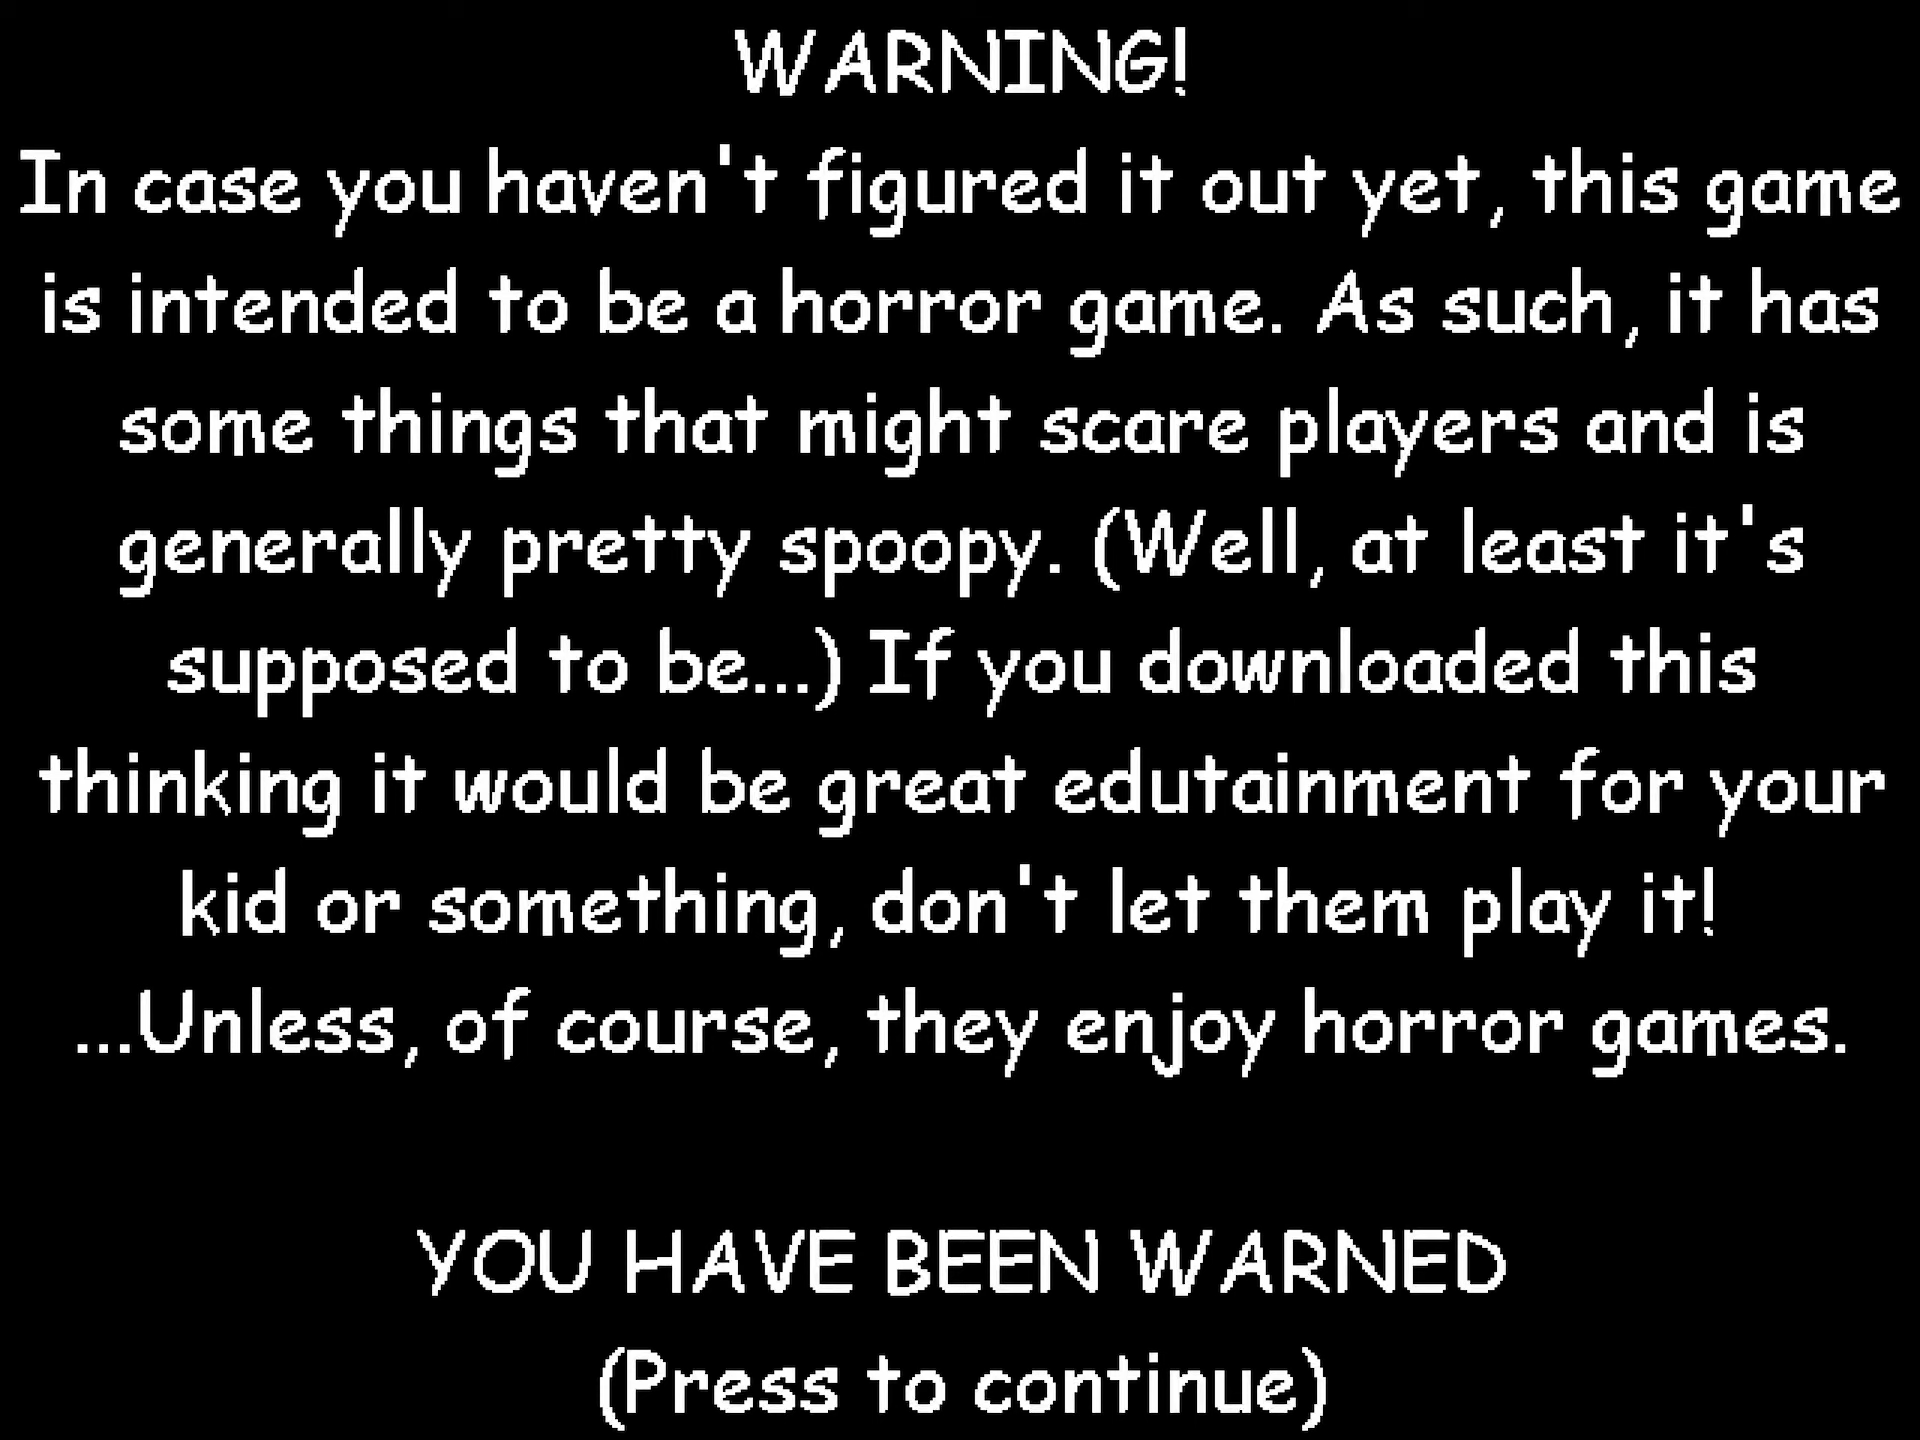 WARNING!
In case you haven't figured it out yet, this game
is intended to be a horror game. As such, it has
some things that might scare players and is
generally pretty spoopy. (Well, at least it's
supposed to be...) If you downloaded this
thinking it would be great edutainment for your
kid or something, don't let them play it!
...Unless, of course, they enjoy horror games.
YOU HAVE BEEN WARNED
(Press to continue)